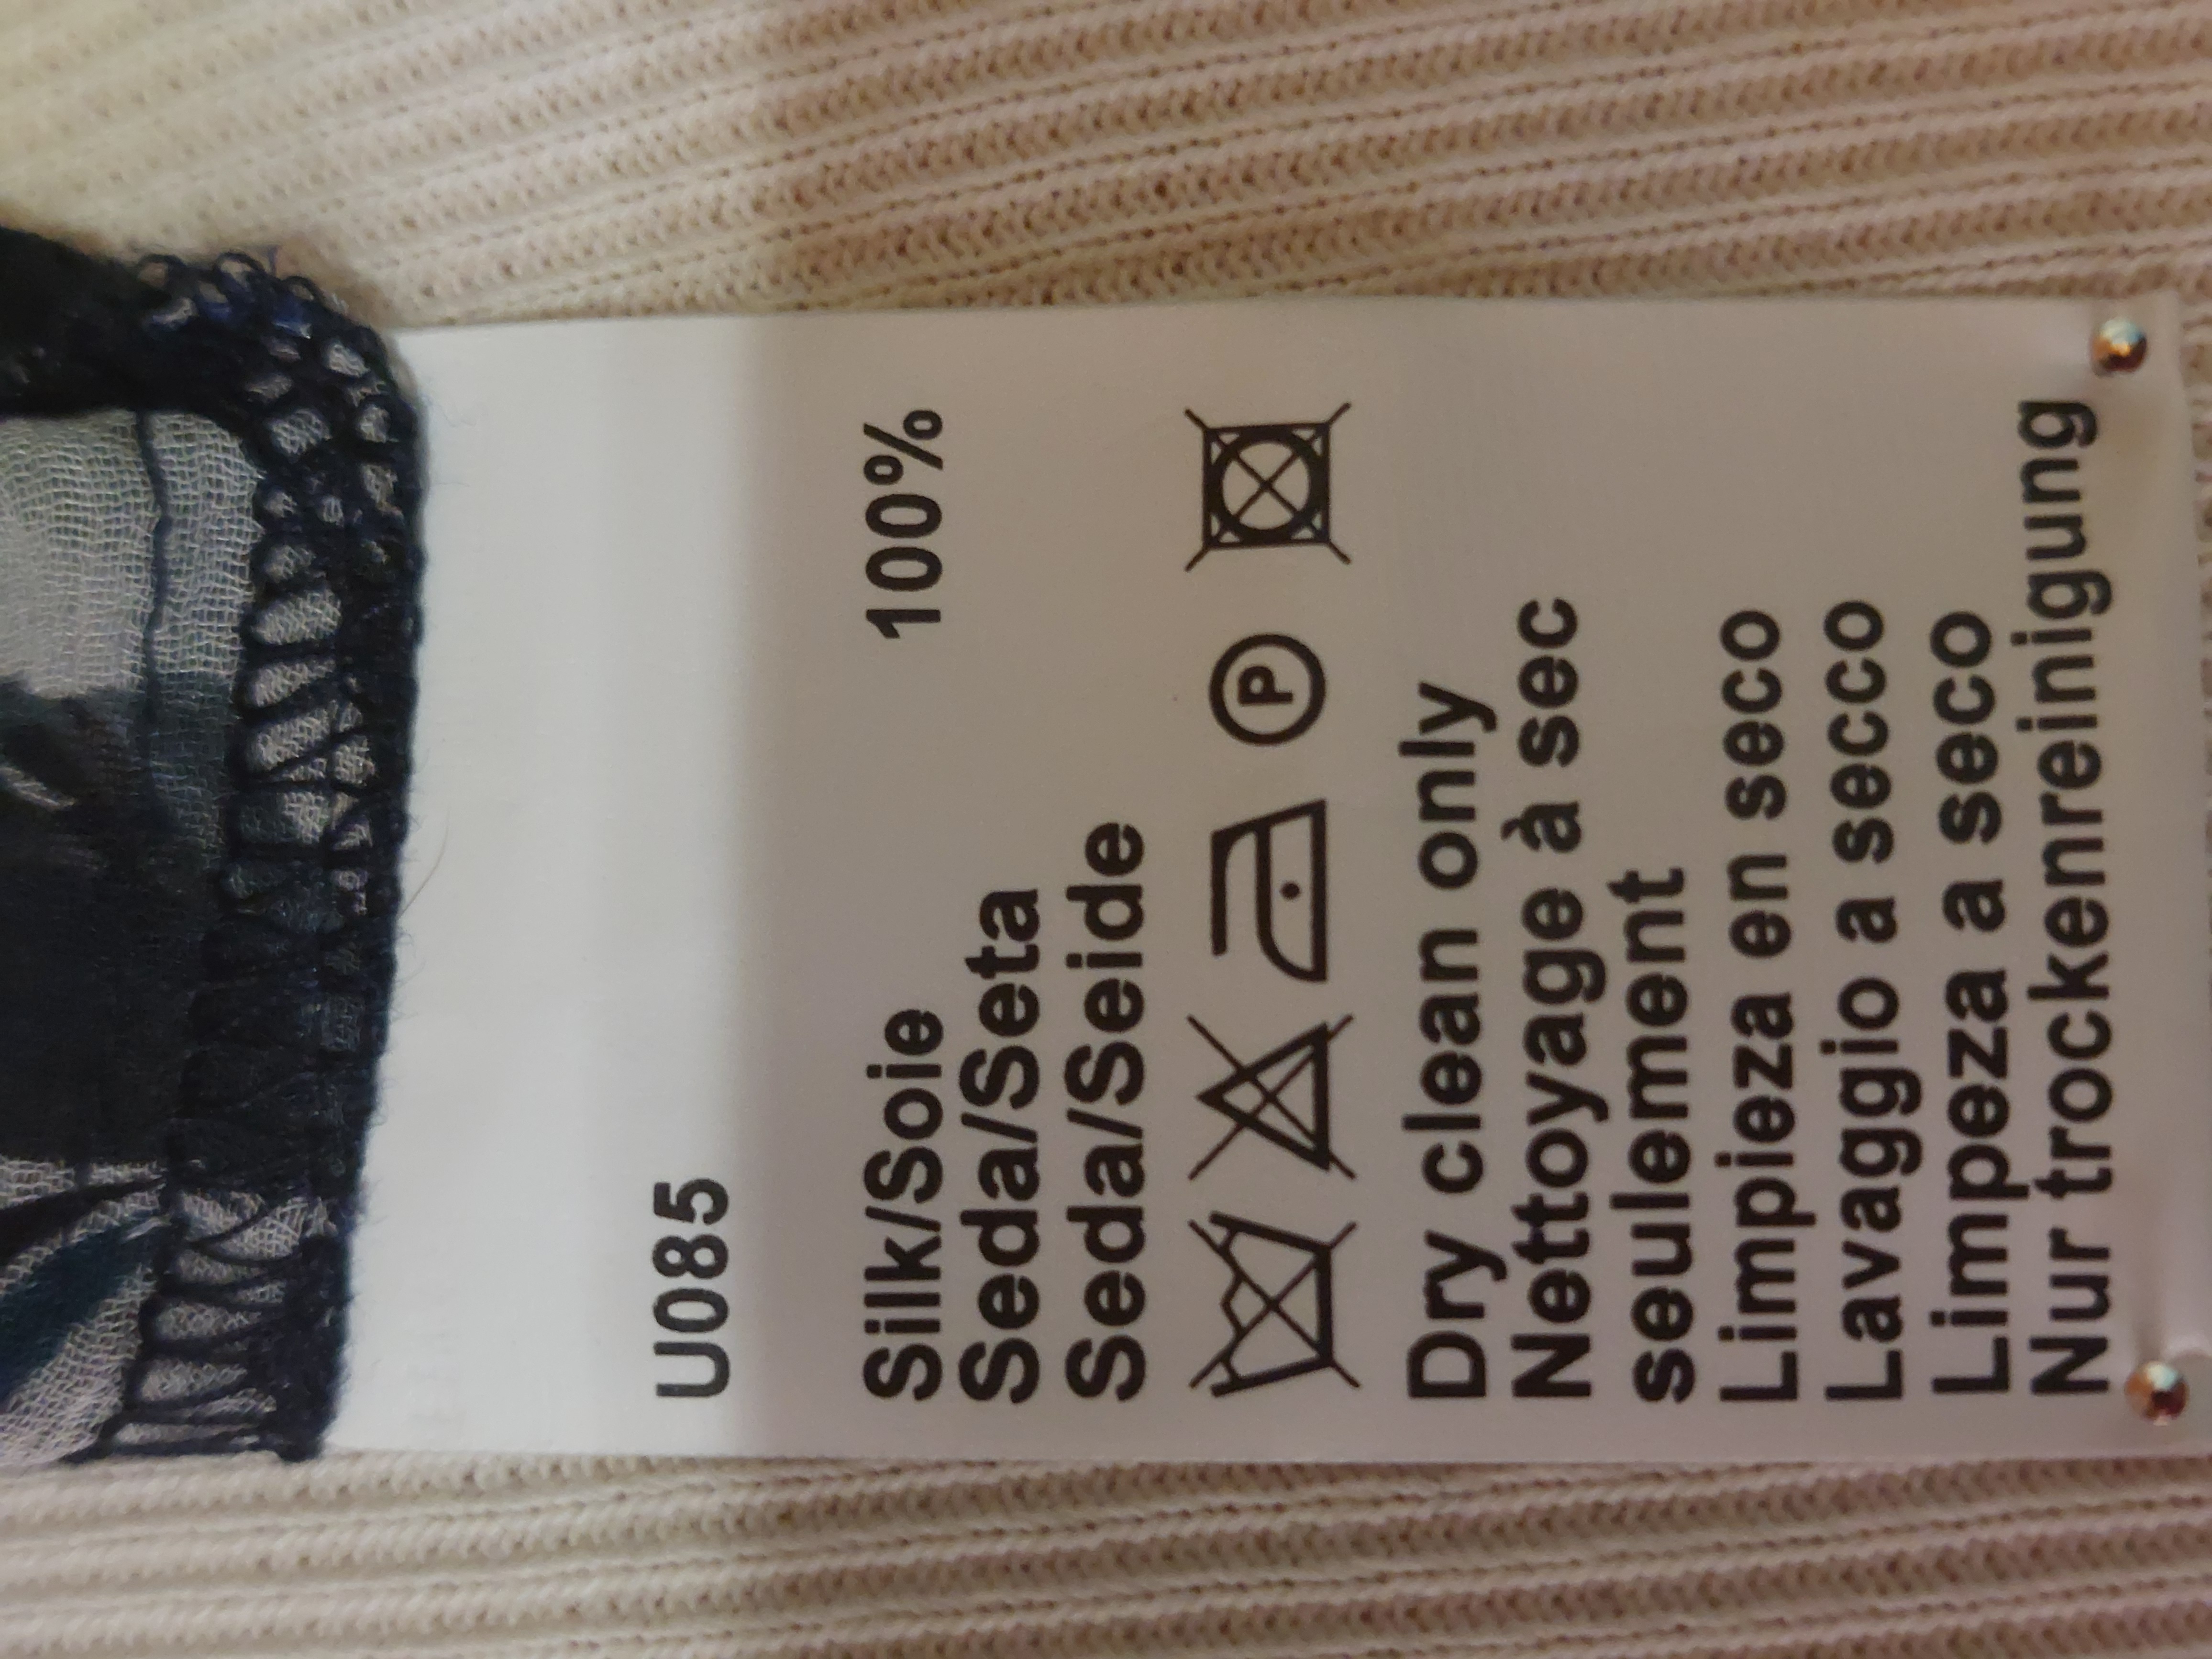 U085
Silk/Soie 100%
Seda/Seta
Seda/Seide
P
Dry clean only
Nettoyage à sec
seulement
Limpieza en seco
Lavaggio a secco
Limpeza a seco
Nur trockenreinigung